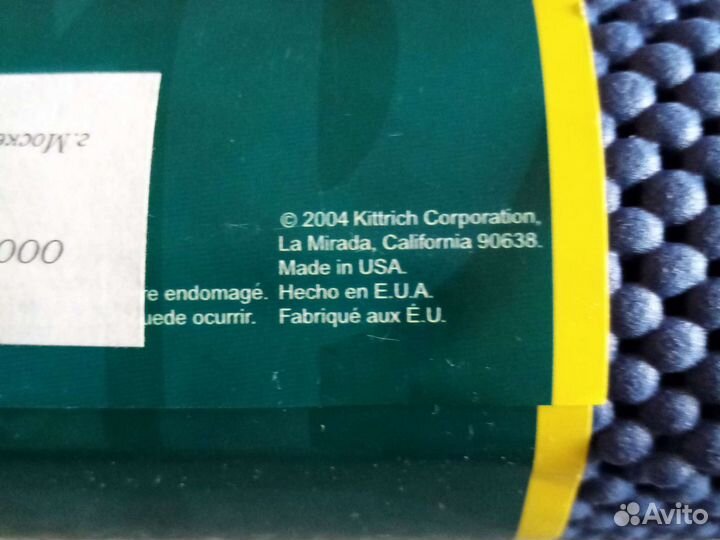 г.Моск
000
© 2004 Kittrich Corporation,
La Mirada, California 90638.
Made in USA.
re endomagé. Hecho en E.U.A.
uede ocurrir. Fabriqué aux É.U.
Avito